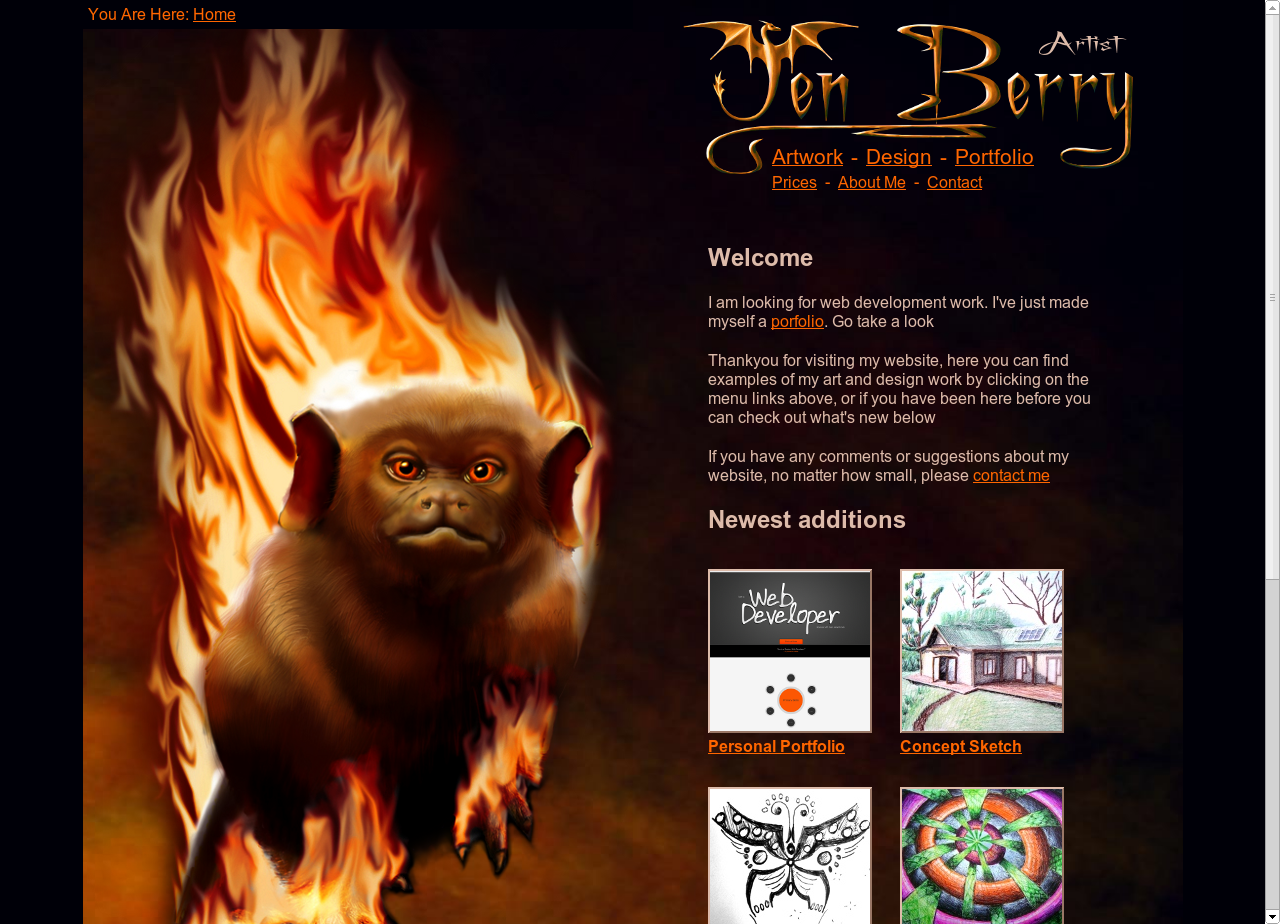 You Are Here: Home
Jen Berry
Artist
Artwork - Design - Portfolio
Prices - About Me - Contact
Welcome
I am looking for web development work. I've just made
myself a porfolio. Go take a look
Thankyou for visiting my website, here you can find
examples of my art and design work by clicking on the
menu links above, or if you have been here before you
can check out what's new below
If you have any comments or suggestions about my
website, no matter how small, please contact me
Newest additions
Web
Developer
Personal Portfolio
Concept Sketch